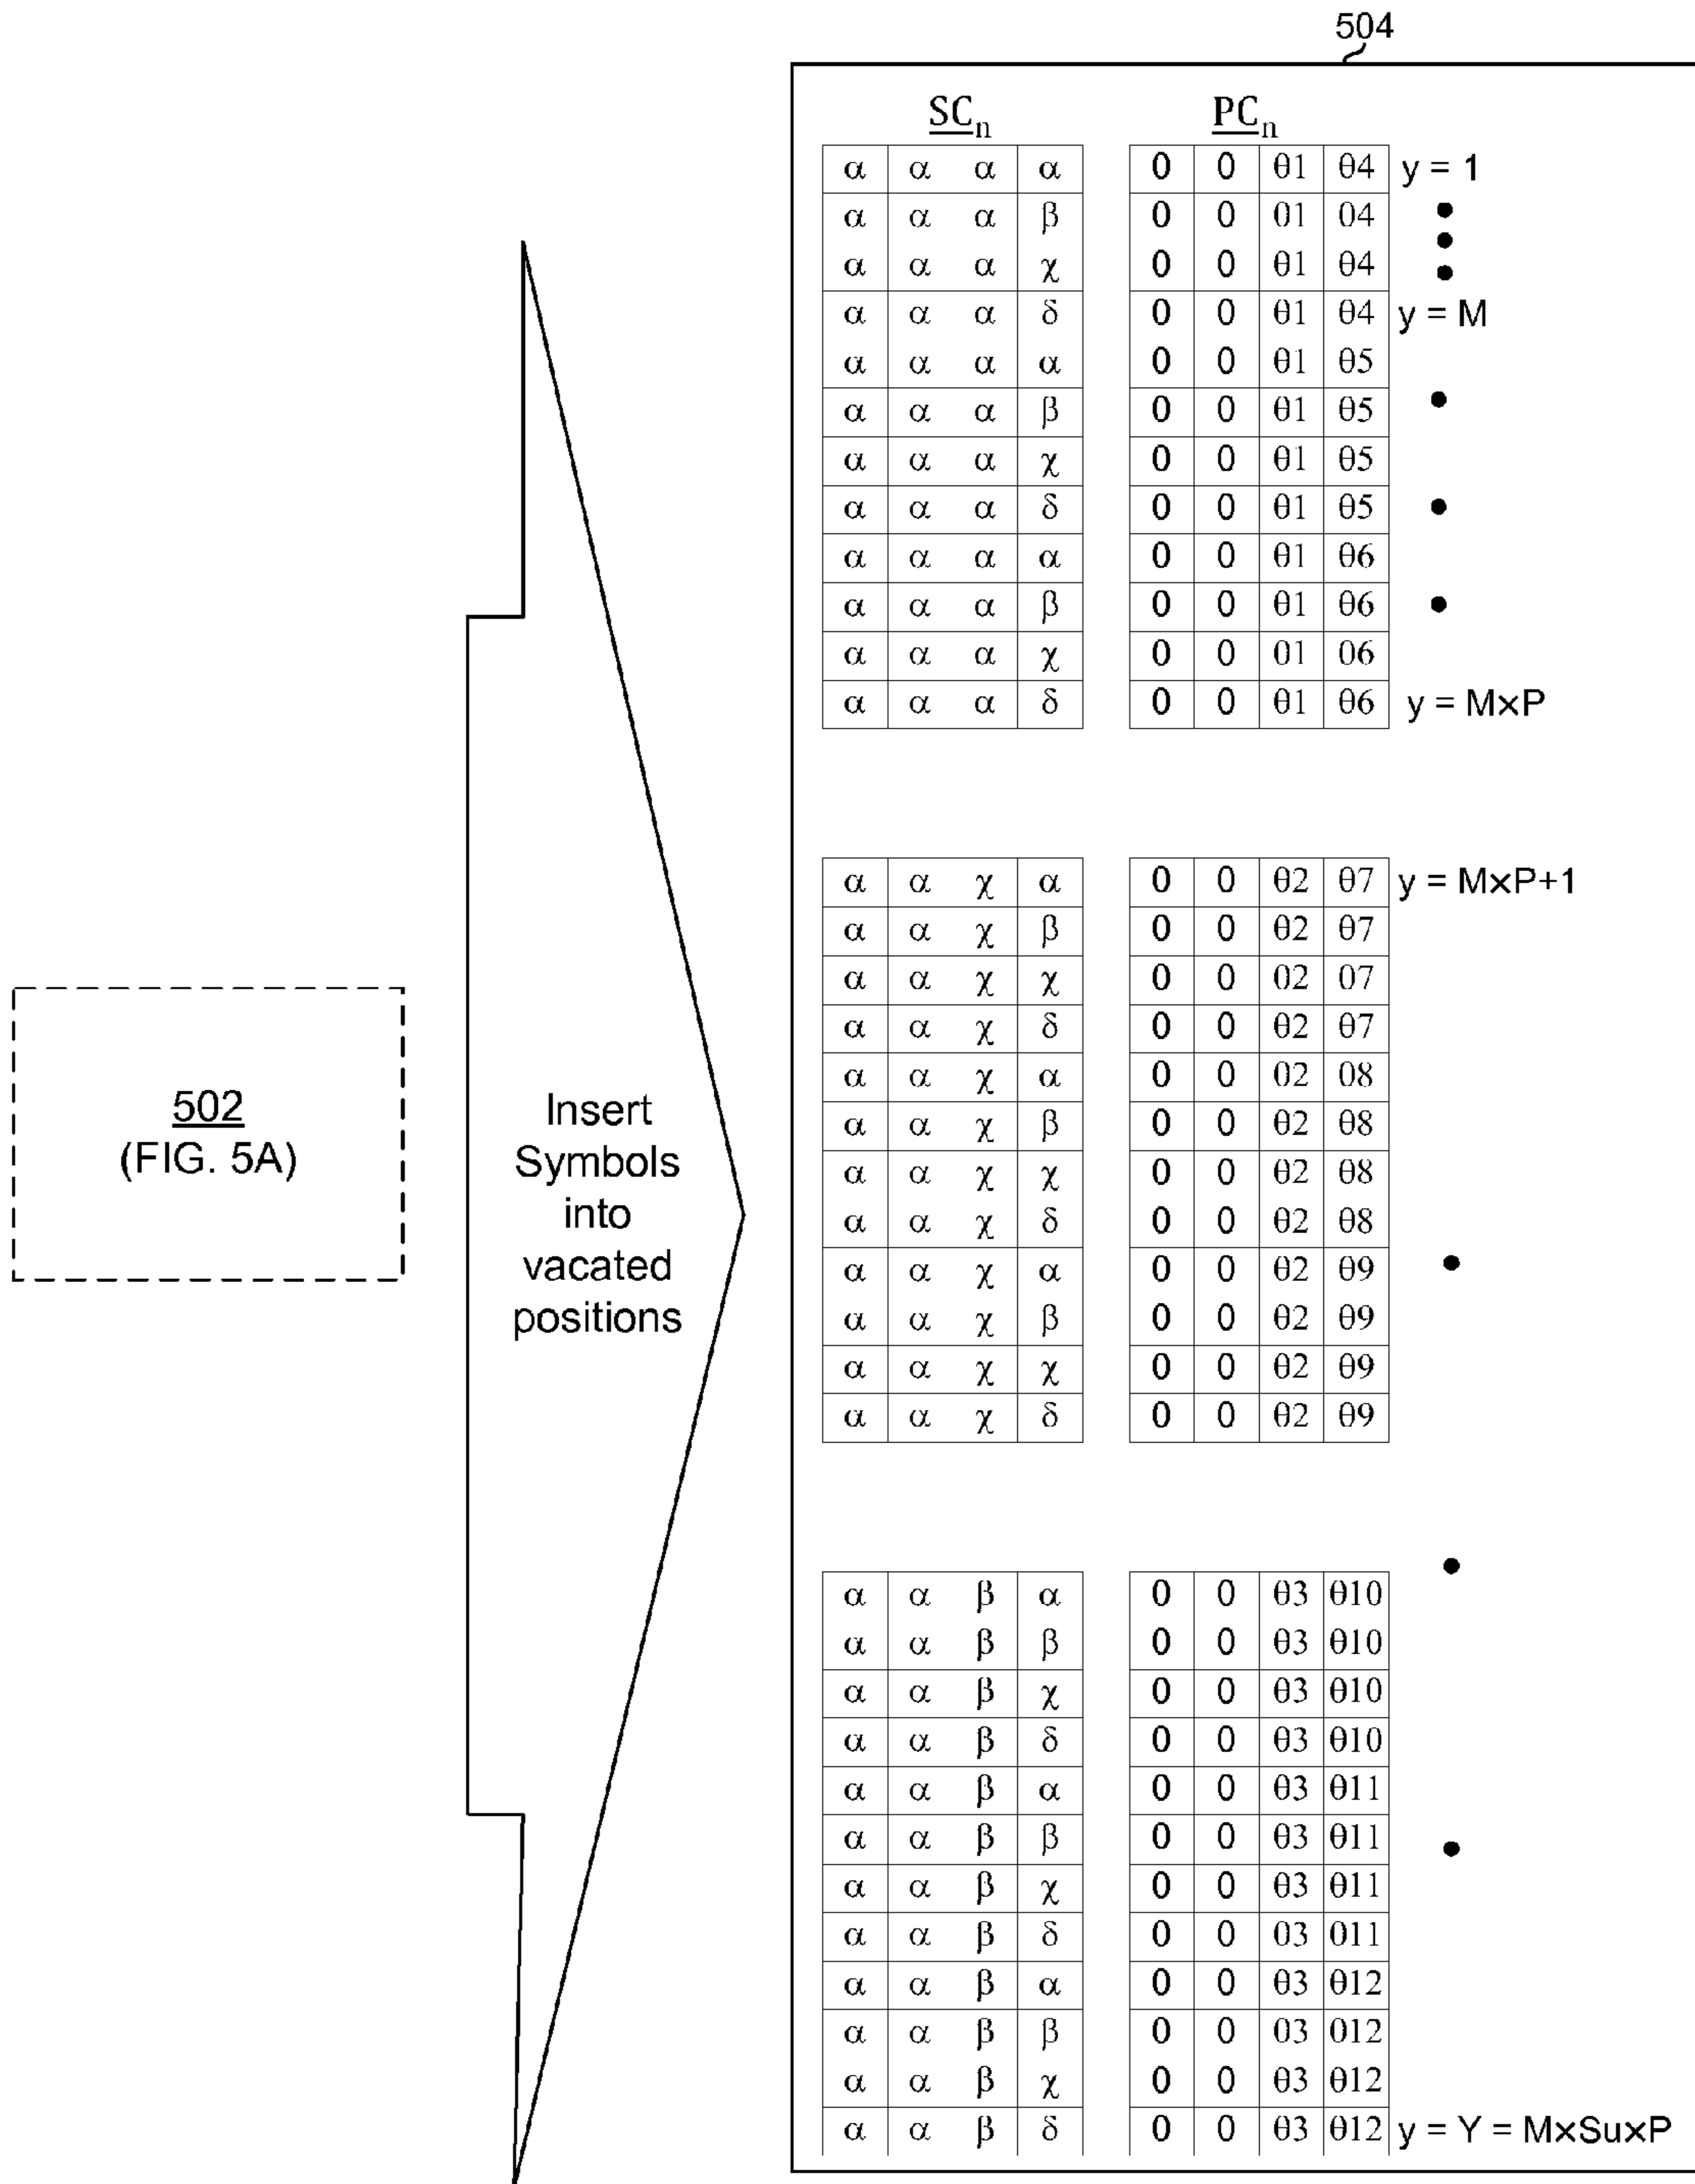 504
SCn PCn
α α α α 0 0 θ1 θ4 y = 1
α α α β 0 0 θ1 θ4
α α α χ 0 0 θ1 θ4
α α α δ 0 0 θ1 θ4 y = M
α α α α 0 0 θ1 θ5
α α α β 0 0 θ1 θ5
α α α χ 0 0 θ1 θ5
α α α δ 0 0 θ1 θ5
α α α α 0 0 θ1 θ6
α α α β 0 0 θ1 θ6
α α α χ 0 0 θ1 θ6
α α α δ 0 0 θ1 θ6 y = M×P
α α χ α 0 0 θ2 θ7 y = M×P+1
α α χ β 0 0 θ2 θ7
α α χ χ 0 0 θ2 θ7
α α χ δ 0 0 θ2 θ7
α α χ α 0 0 θ2 θ8
α α χ β 0 0 θ2 θ8
α α χ χ 0 0 θ2 θ8
α α χ δ 0 0 θ2 θ8
α α χ α 0 0 θ2 θ9
α α χ β 0 0 θ2 θ9
α α χ χ 0 0 θ2 θ9
α α χ δ 0 0 θ2 θ9
α α β α 0 0 θ3 θ10
α α β β 0 0 θ3 θ10
α α β χ 0 0 θ3 θ10
α α β δ 0 0 θ3 θ10
α α β α 0 0 θ3 θ11
α α β β 0 0 θ3 θ11
α α β χ 0 0 θ3 θ11
α α β δ 0 0 θ3 θ11
α α β α 0 0 θ3 θ12
α α β β 0 0 θ3 θ12
α α β χ 0 0 θ3 θ12
α α β δ 0 0 θ3 θ12 y = Y = M×Su×P
502
(FIG. 5A)
Insert
Symbols
into
vacated
positions